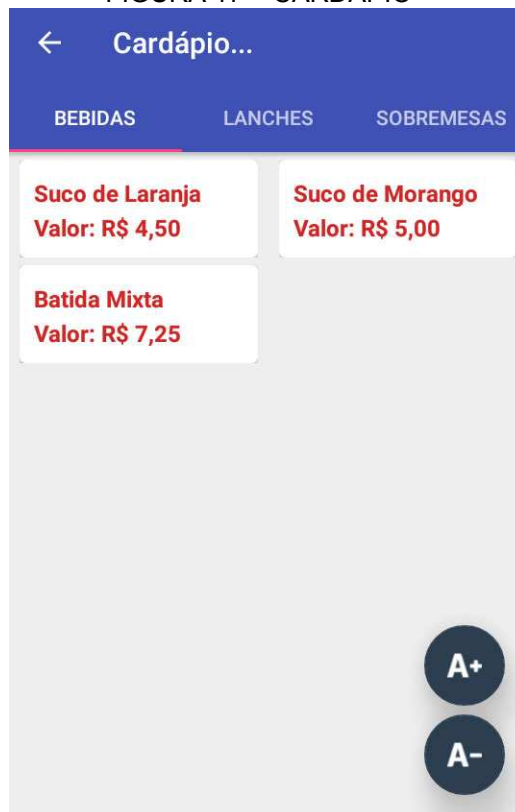 Cardápio...
BEBIDAS LANCHES SOBREMESAS
Suco de Laranja
Valor: R$ 4,50
Suco de Morango
Valor: R$ 5,00
Batida Mixta
Valor: R$ 7,25
A+
A-